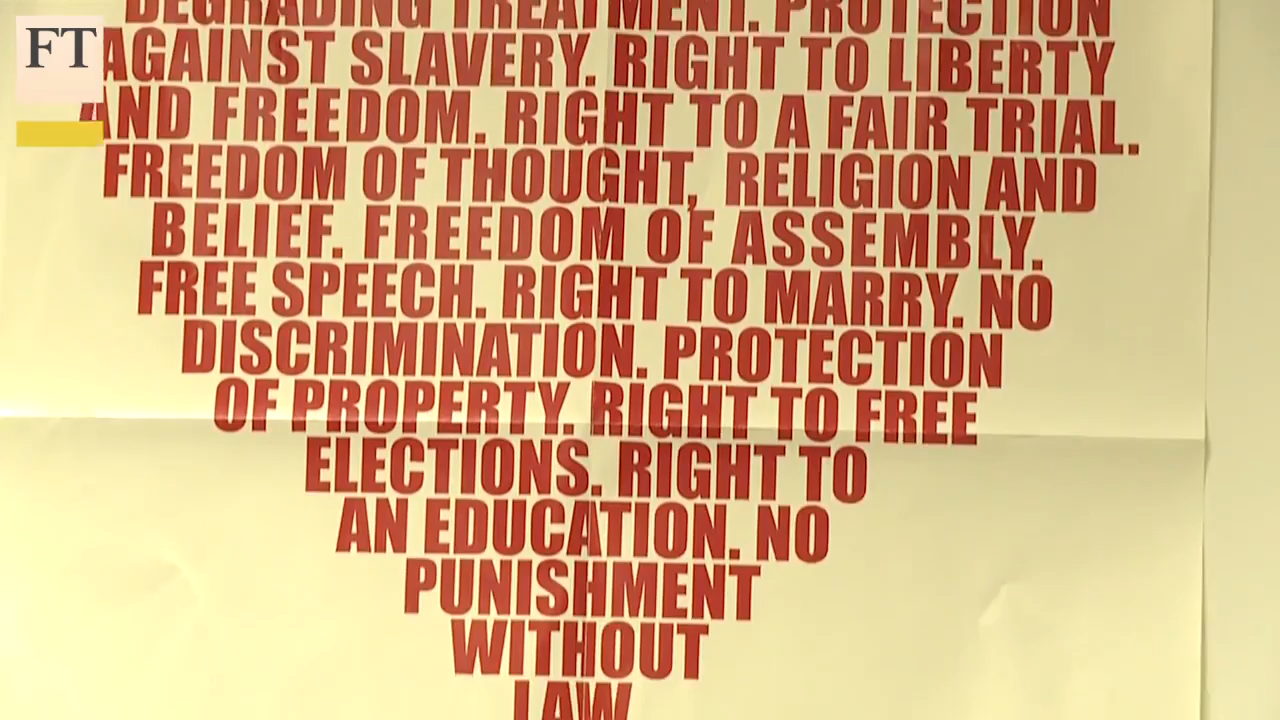 FT
DEGRADING TREATMENT. PROTECTION
AGAINST SLAVERY. RIGHT TO LIBERTY
AND FREEDOM. RIGHT TO A FAIR TRIAL.
FREEDOM OF THOUGHT, RELIGION AND
BELIEF. FREEDOM OF ASSEMBLY.
FREE SPEECH. RIGHT TO MARRY. NO
DISCRIMINATION. PROTECTION
OF PROPERTY. RIGHT TO FREE
ELECTIONS. RIGHT TO
AN EDUCATION. NO
PUNISHMENT
WITHOUT
LAW